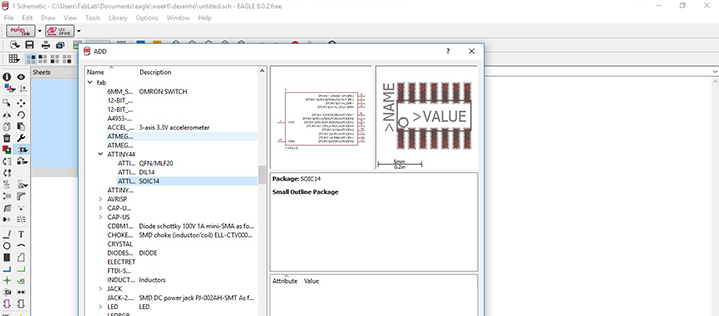 1 Schematic - C:\Users\FabLab\Documents\eagle\week6\desenho\untitled.sch - EAGLE 8.0.2 free
Edit Draw View Tools Library Options Window Help
design link
Sheets
ADD
?
Name Description
fab
6MM_S... OMRON SWITCH
12-BIT_...
12-BIT_...
A4953-...
ACCEL_... 3-axis 3.3V accelerometer
ATMEG...
ATMEG...
ATTINY44
ATTI... QFN/MLF20
ATTI... DIL14
ATTI... SOIC14
ATTINY...
AVRISP
CAP-U...
CAP-US
CDBM1... Diode schottky 100V 1A mini-SMA as fo...
CHOKE... SMD choke (inductor/coil) ELL-CTV000...
CRYSTAL
DIODES... DIODE
ELECTRET
FTDI-S...
INDUCT... Inductors
JACK
JACK-2.... SMD DC power jack PJ-002AH-SMT As f...
LED LED
>NAME
>VALUE
5mm
0.2in
Package: SOIC14
Small Outline Package
Attribute Value